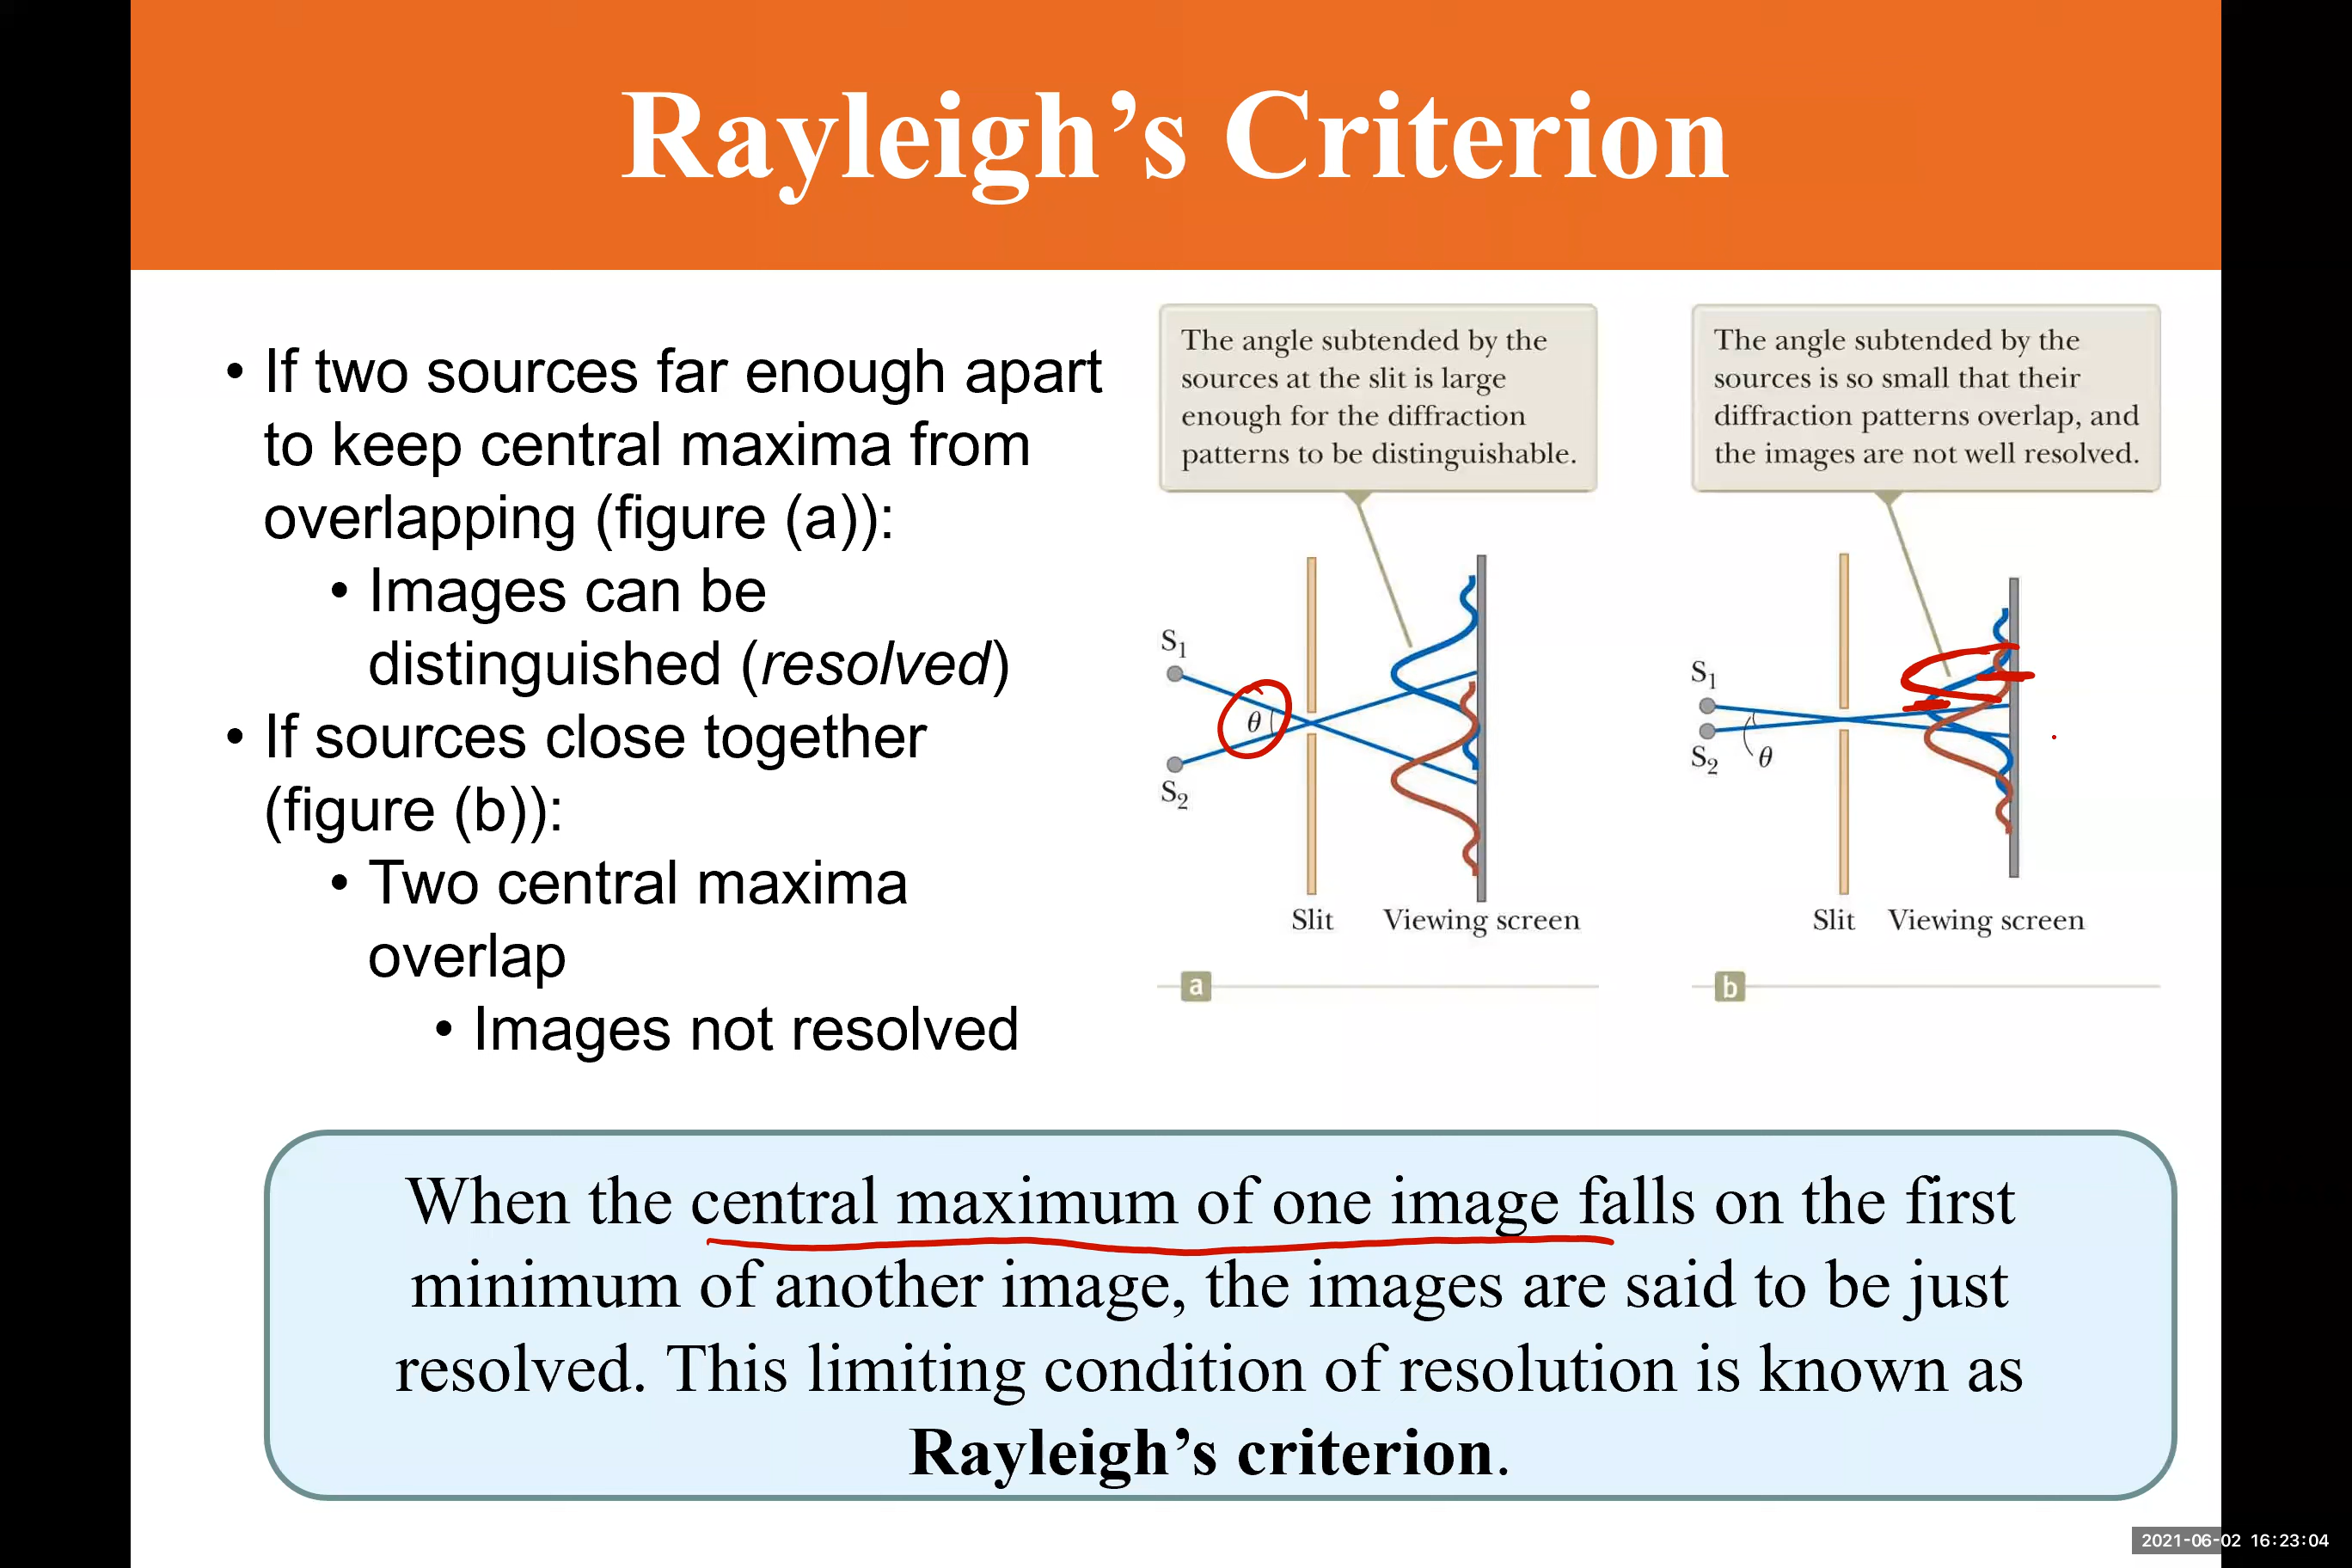 Rayleigh’s Criterion
• If two sources far enough apart
to keep central maxima from
overlapping (figure (a)):
• Images can be
distinguished (resolved)
• If sources close together
(figure (b)):
• Two central maxima
overlap
• Images not resolved
The angle subtended by the
sources at the slit is large
enough for the diffraction
patterns to be distinguishable.
S₁
θ
S₂
Slit
Viewing screen
a
The angle subtended by the
sources is so small that their
diffraction patterns overlap, and
the images are not well resolved.
S₁
S₂
θ
Slit
Viewing screen
b
When the central maximum of one image falls on the first
minimum of another image, the images are said to be just
resolved. This limiting condition of resolution is known as
Rayleigh’s criterion.
2021-06-02 16:23:04